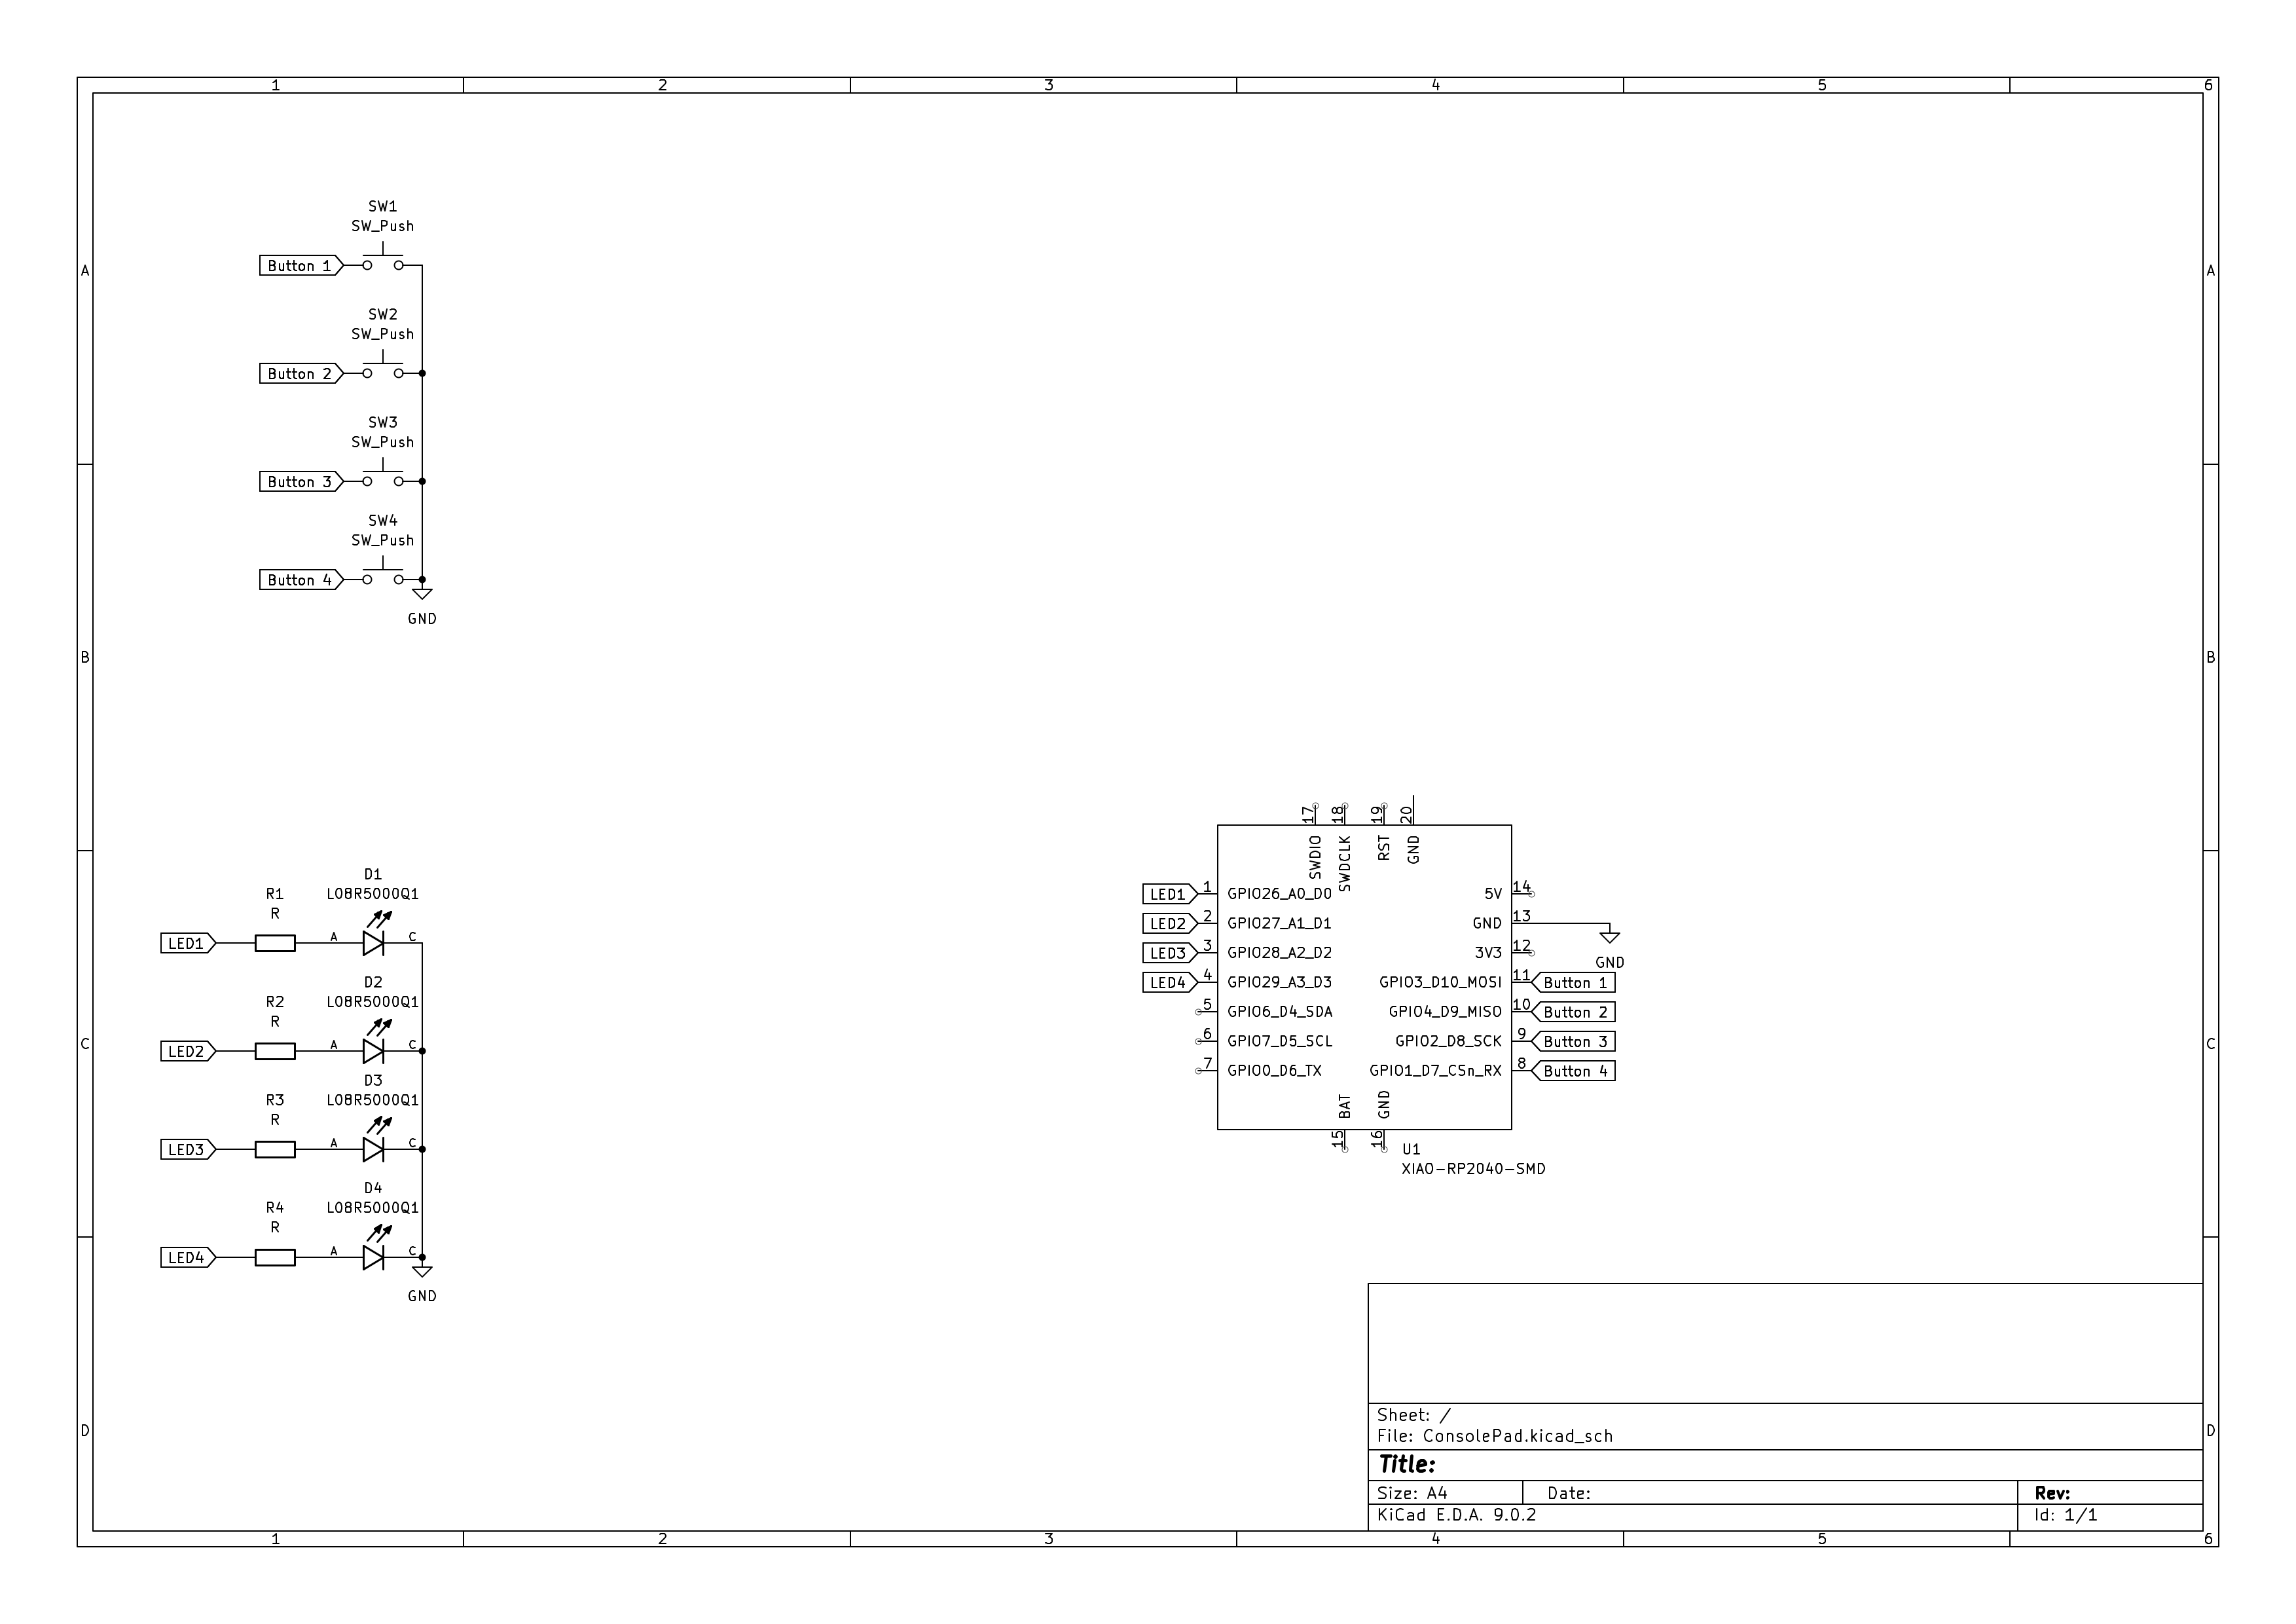 1 2 3 4 5 6
A A
SW1
SW_Push
Button 1
SW2
SW_Push
Button 2
SW3
SW_Push
Button 3
SW4
SW_Push
Button 4
GND
B B
D1
L08R5000Q1
R1
R
LED1 A C
D2
L08R5000Q1
R2
R
LED2 A C
D3
L08R5000Q1
R3
R
LED3 A C
D4
L08R5000Q1
R4
R
LED4 A C
GND
C C
17 18 19 20
SWDIO SWDCLK RST GND
LED1 1 GPIO26_A0_D0 5V 14
LED2 2 GPIO27_A1_D1 GND 13
LED3 3 GPIO28_A2_D2 3V3 12
GND
LED4 4 GPIO29_A3_D3 GPIO3_D10_MOSI 11 Button 1
5 GPIO6_D4_SDA GPIO4_D9_MISO 10 Button 2
6 GPIO7_D5_SCL GPIO2_D8_SCK 9 Button 3
7 GPIO0_D6_TX GPIO1_D7_CSn_RX 8 Button 4
BAT GND
15 16
U1
XIAO-RP2040-SMD
D D
Sheet: /
File: ConsolePad.kicad_sch
Title:
Size: A4 Date: Rev:
KiCad E.D.A. 9.0.2 Id: 1/1
1 2 3 4 5 6